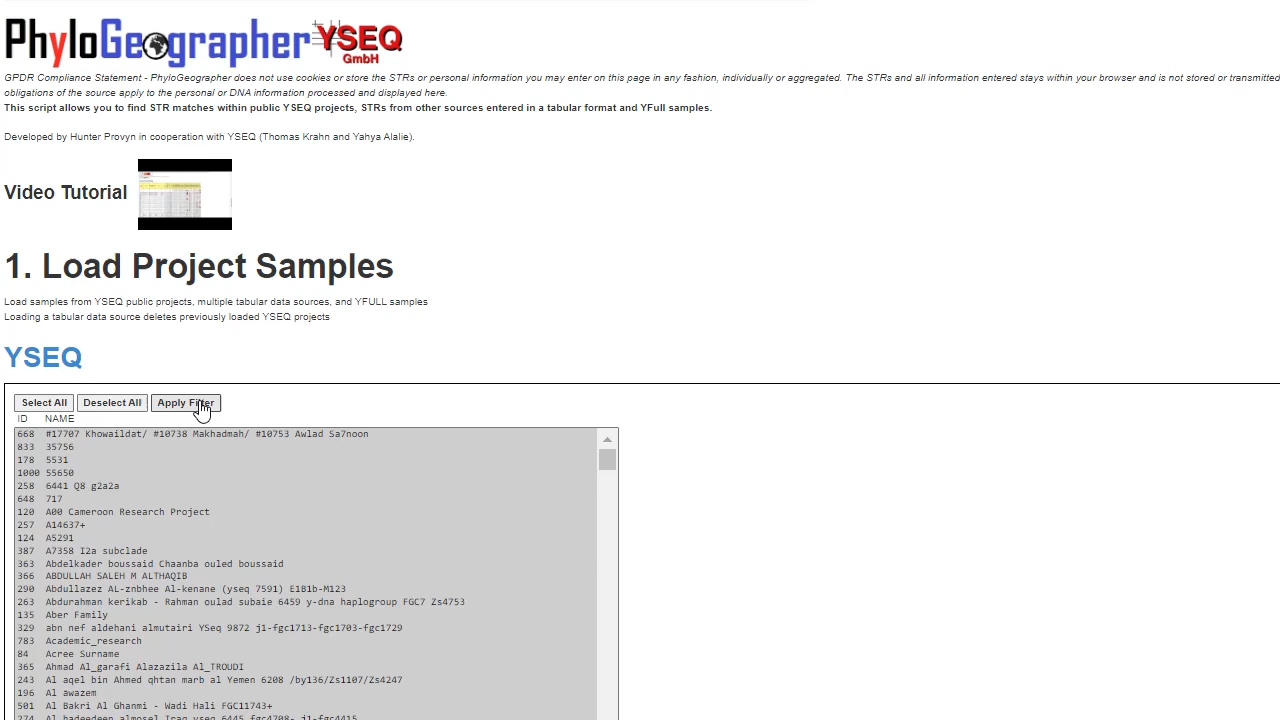 PhyloGeographer YSEQ
GmbH
GPDR Compliance Statement - PhyloGeographer does not use cookies or store the STRs or personal information you may enter on this page in any fashion, individually or aggregated. The STRs and all information entered stays within your browser and is not stored or transmitted
obligations of the source apply to the personal or DNA information processed and displayed here.
This script allows you to find STR matches within public YSEQ projects, STRs from other sources entered in a tabular format and YFull samples.
Developed by Hunter Provyn in cooperation with YSEQ (Thomas Krahn and Yahya Alalie).
Video Tutorial
1. Load Project Samples
Load samples from YSEQ public projects, multiple tabular data sources, and YFULL samples
Loading a tabular data source deletes previously loaded YSEQ projects
YSEQ
Select All Deselect All Apply Filter
ID NAME
668 #17707 Khowaildat/ #10738 Makhadmah/ #10753 Awlad Sa7noon
833 35756
178 5531
1000 55650
258 6441 Q8 g2a2a
648 717
120 A00 Cameroon Research Project
257 A14637+
124 A5291
387 A7358 I2a subclade
363 Abdelkader boussaid Chaanba ouled boussaid
366 ABDULLAH SALEH M ALTHAQIB
290 Abdullazez AL-znbhee Al-kenane (yseq 7591) E1B1b-M123
263 Abdurahman kerikab - Rahman oulad subaie 6459 y-dna haplogroup FGC7 Zs4753
135 Aber Family
329 abn nef aldehani almutairi YSeq 9872 j1-fgc1713-fgc1703-fgc1729
783 Academic_research
84 Acree Surname
365 Ahmad Al_garafi Alazazila Al_TROUDI
243 Al aqel bin Ahmed qhtan marb al Yemen 6208 /by136/Zs1107/Zs4247
196 Al awazem
501 Al Bakri Al Ghanmi - Wadi Hali FGC11743+
274 Al hadeedeen almosel Iraq yseq 6445 fgc4708- j1-fgc4415